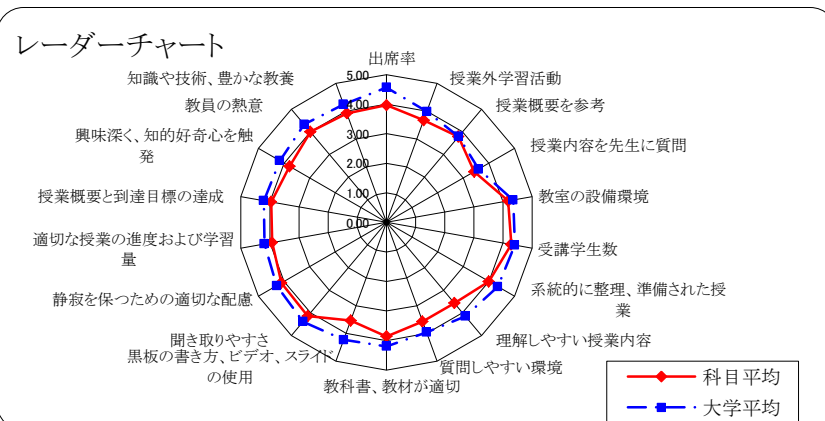 レーダーチャート
出席率
授業外学習活動
授業概要を参考
授業内容を先生に質問
教室の設備環境
受講学生数
系統的に整理、準備された授
業
理解しやすい授業内容
質問しやすい環境
教科書、教材が適切
黒板の書き方、ビデオ、スライド
の使用
聞き取りやすさ
静寂を保つための適切な配慮
適切な授業の進度および学習
量
授業概要と到達目標の達成
興味深く、知的好奇心を触
発
教員の熱意
知識や技術、豊かな教養
5.00
4.00
3.00
2.00
1.00
0.00
科目平均
大学平均